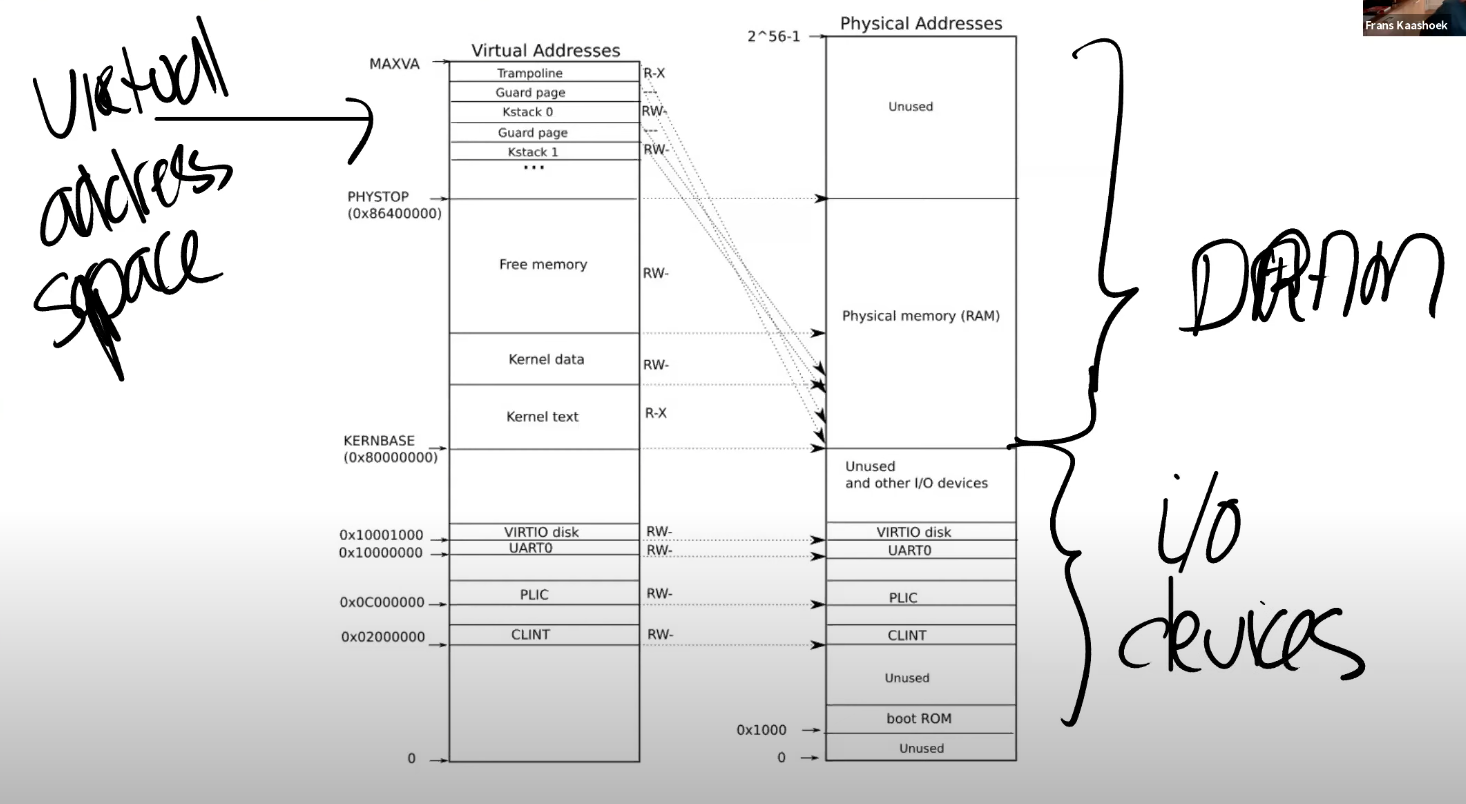 Frans Kaashoek
Virtual
address
space
Virtual Addresses
MAXVA
Trampoline
R-X
Guard page
---
Kstack 0
RW-
Guard page
---
Kstack 1
RW-
...
PHYSTOP
(0x86400000)
Free memory
RW-
Kernel data
RW-
Kernel text
R-X
KERNBASE
(0x80000000)
0x10001000
VIRTIO disk
RW-
0x10000000
UART0
RW-
0x0C000000
PLIC
RW-
0x02000000
CLINT
RW-
0
Physical Addresses
2^56-1
Unused
Physical memory (RAM)
Unused
and other I/O devices
VIRTIO disk
UART0
PLIC
CLINT
Unused
boot ROM
0x1000
Unused
0
i/o
devices